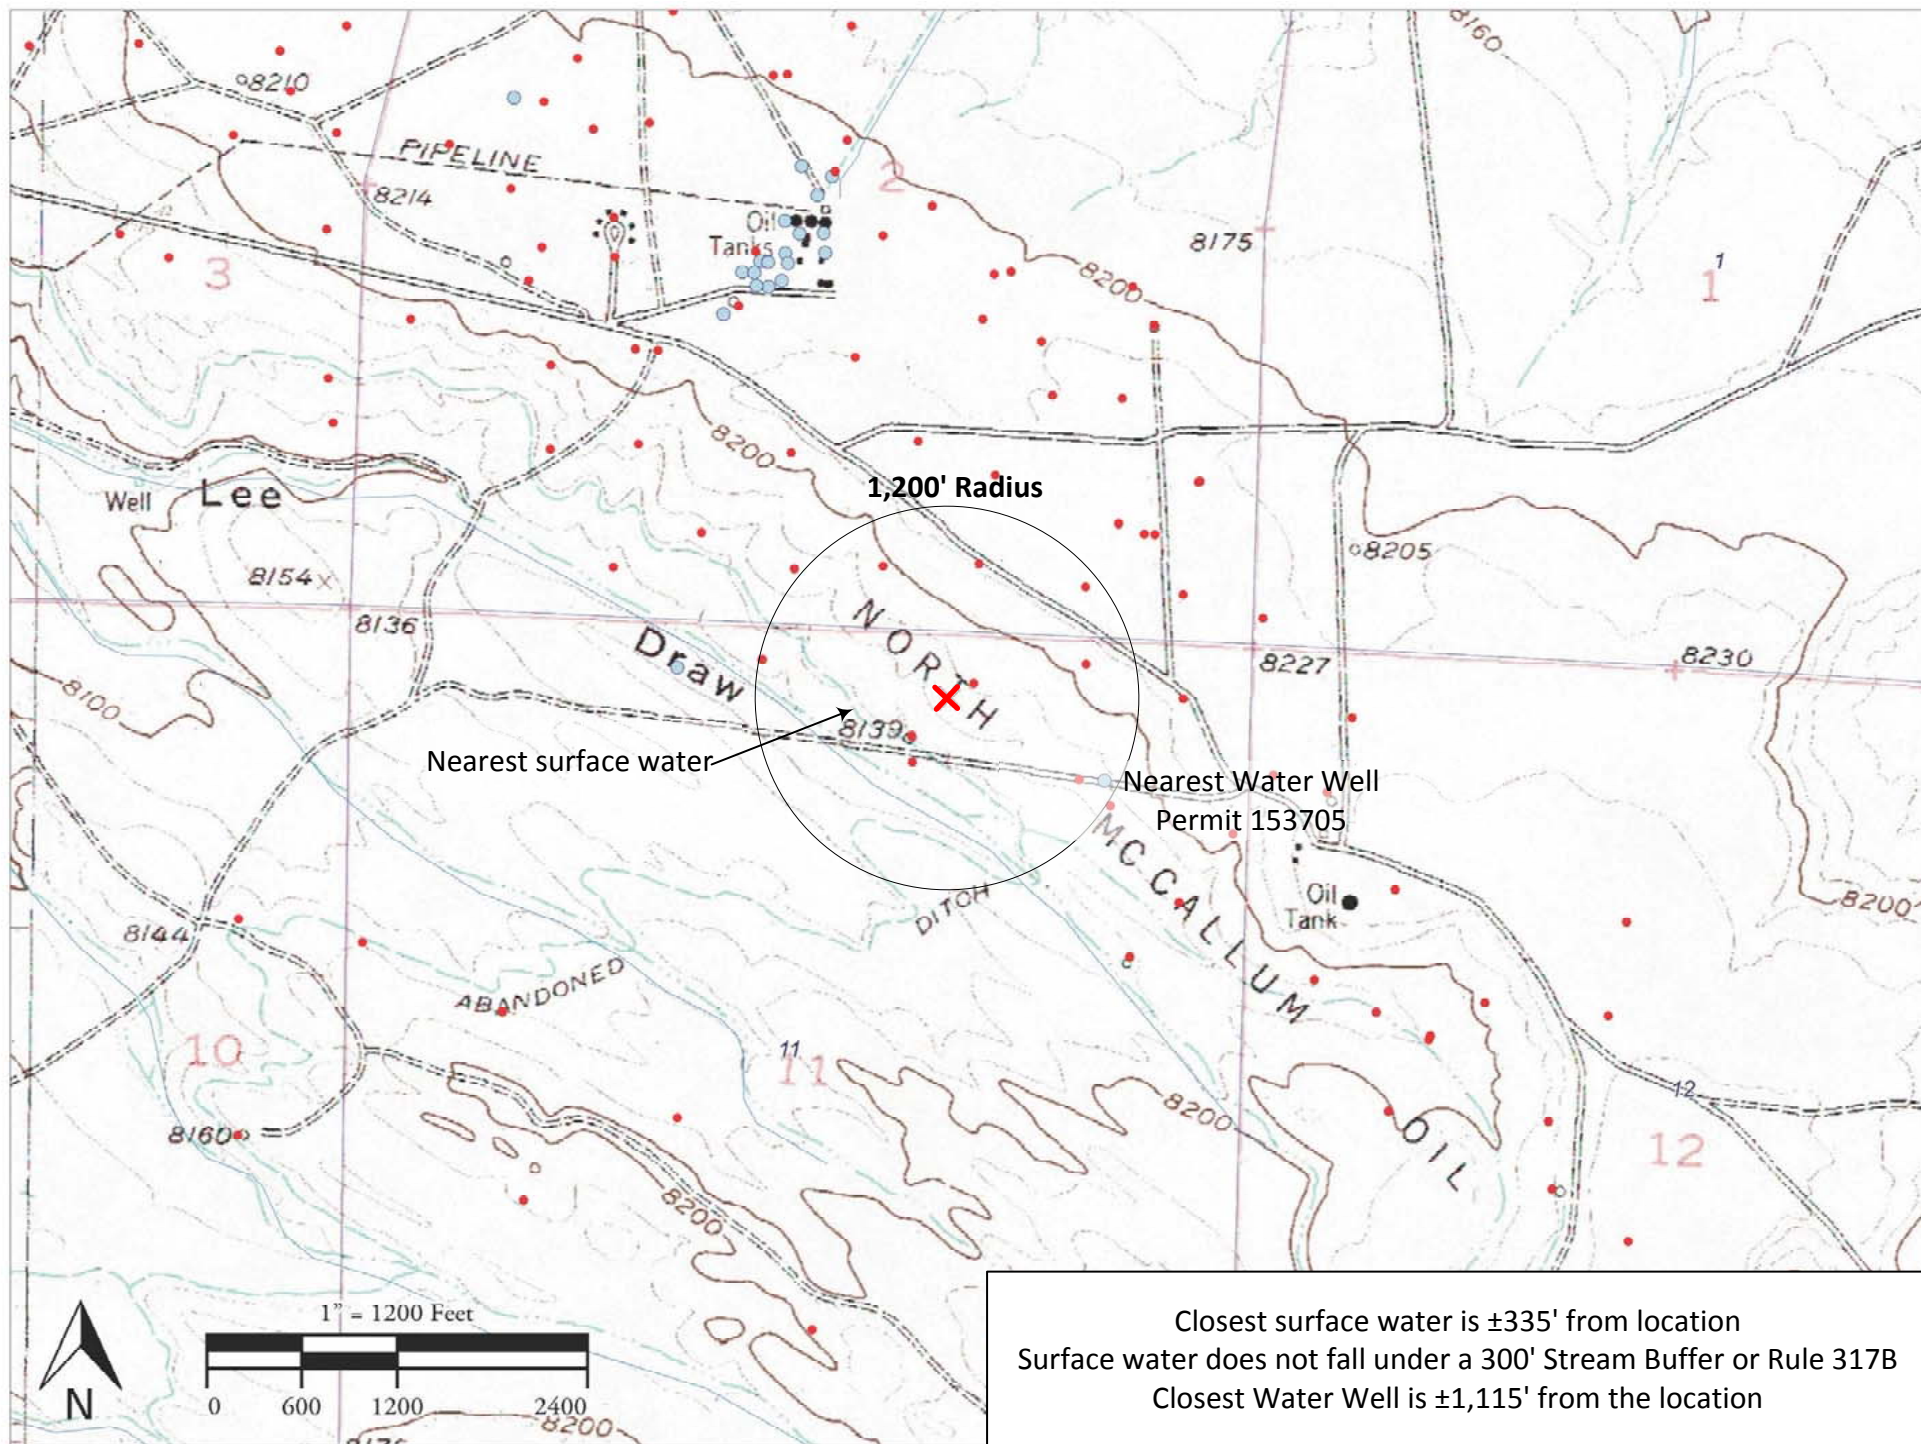 8160
8210
PIPELINE
8214
2
Oil
Tanks
8175
1
1
3
8200
8200
1,200' Radius
Well
Lee
8205
8154
NORTH
8136
8227
8230
Draw
8100
8139
Nearest surface water
Nearest Water Well
Permit 153705
MC CALLUM
Oil
Tank
8200
DITCH
8144
ABANDONED
10
11
11
12
8200
OIL
12
8160
8200
1" = 1200 Feet
0 600 1200 2400
N
8200
Closest surface water is ±335' from location
Surface water does not fall under a 300' Stream Buffer or Rule 317B
Closest Water Well is ±1,115' from the location